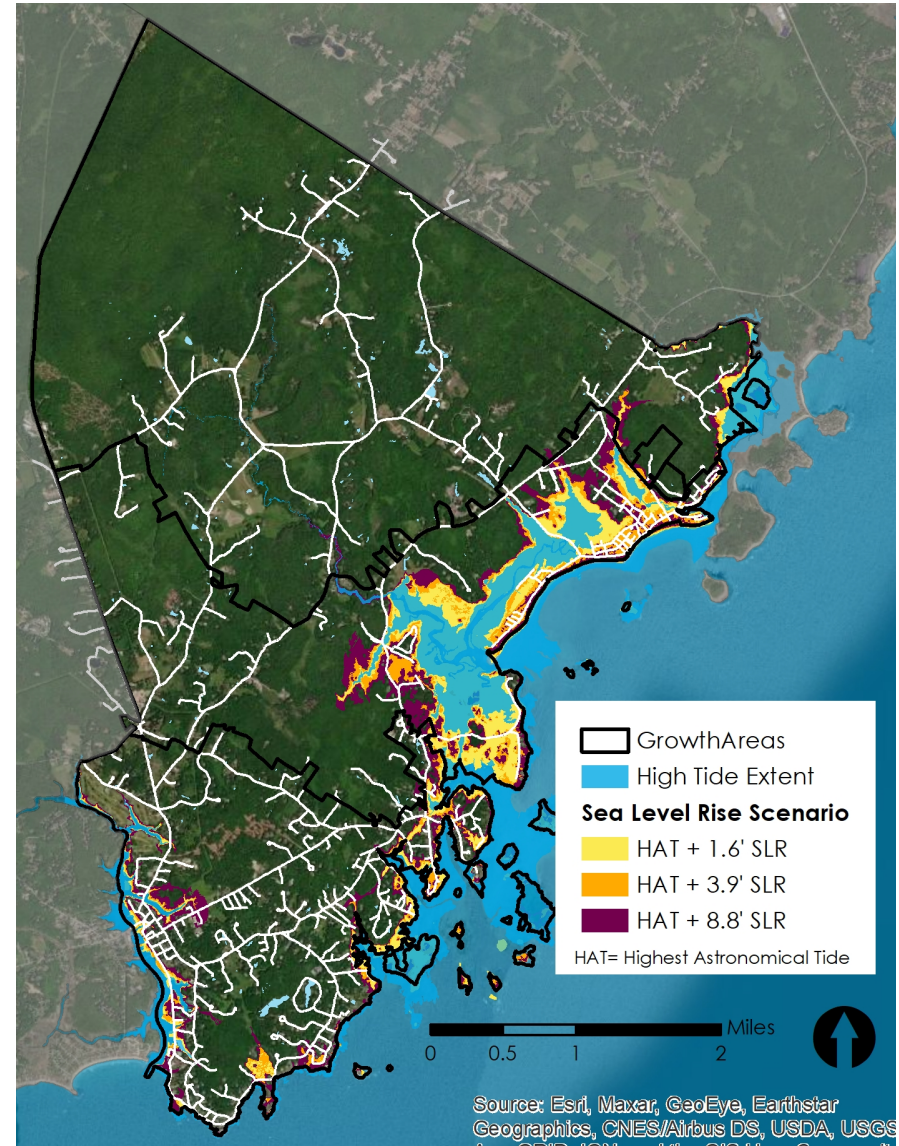 GrowthAreas
High Tide Extent
Sea Level Rise Scenario
HAT + 1.6' SLR
HAT + 3.9' SLR
HAT + 8.8' SLR
HAT= Highest Astronomical Tide
Miles
0 0.5 1 2
Source: Esri, Maxar, GeoEye, Earthstar
Geographics, CNES/Airbus DS, USDA, USGS